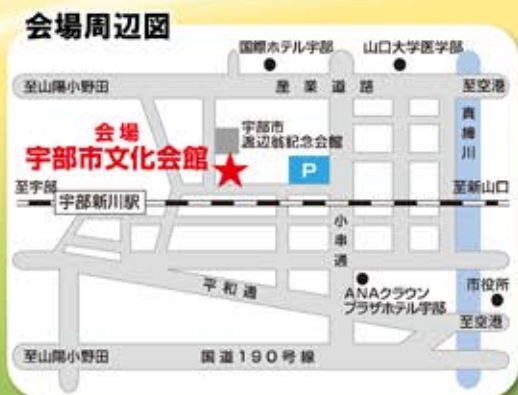 会場周辺図
国際ホテル宇部
山口大学医学部
至山陽小野田
産業道路
至空港
会場
宇部市文化会館
宇部市
渡辺翁記念会館
P
真締川
至宇部
至新山口
宇部新川駅
小串通
平和通
ANAクラウン
プラザホテル宇部
市役所
至空港
至山陽小野田
国道190号線